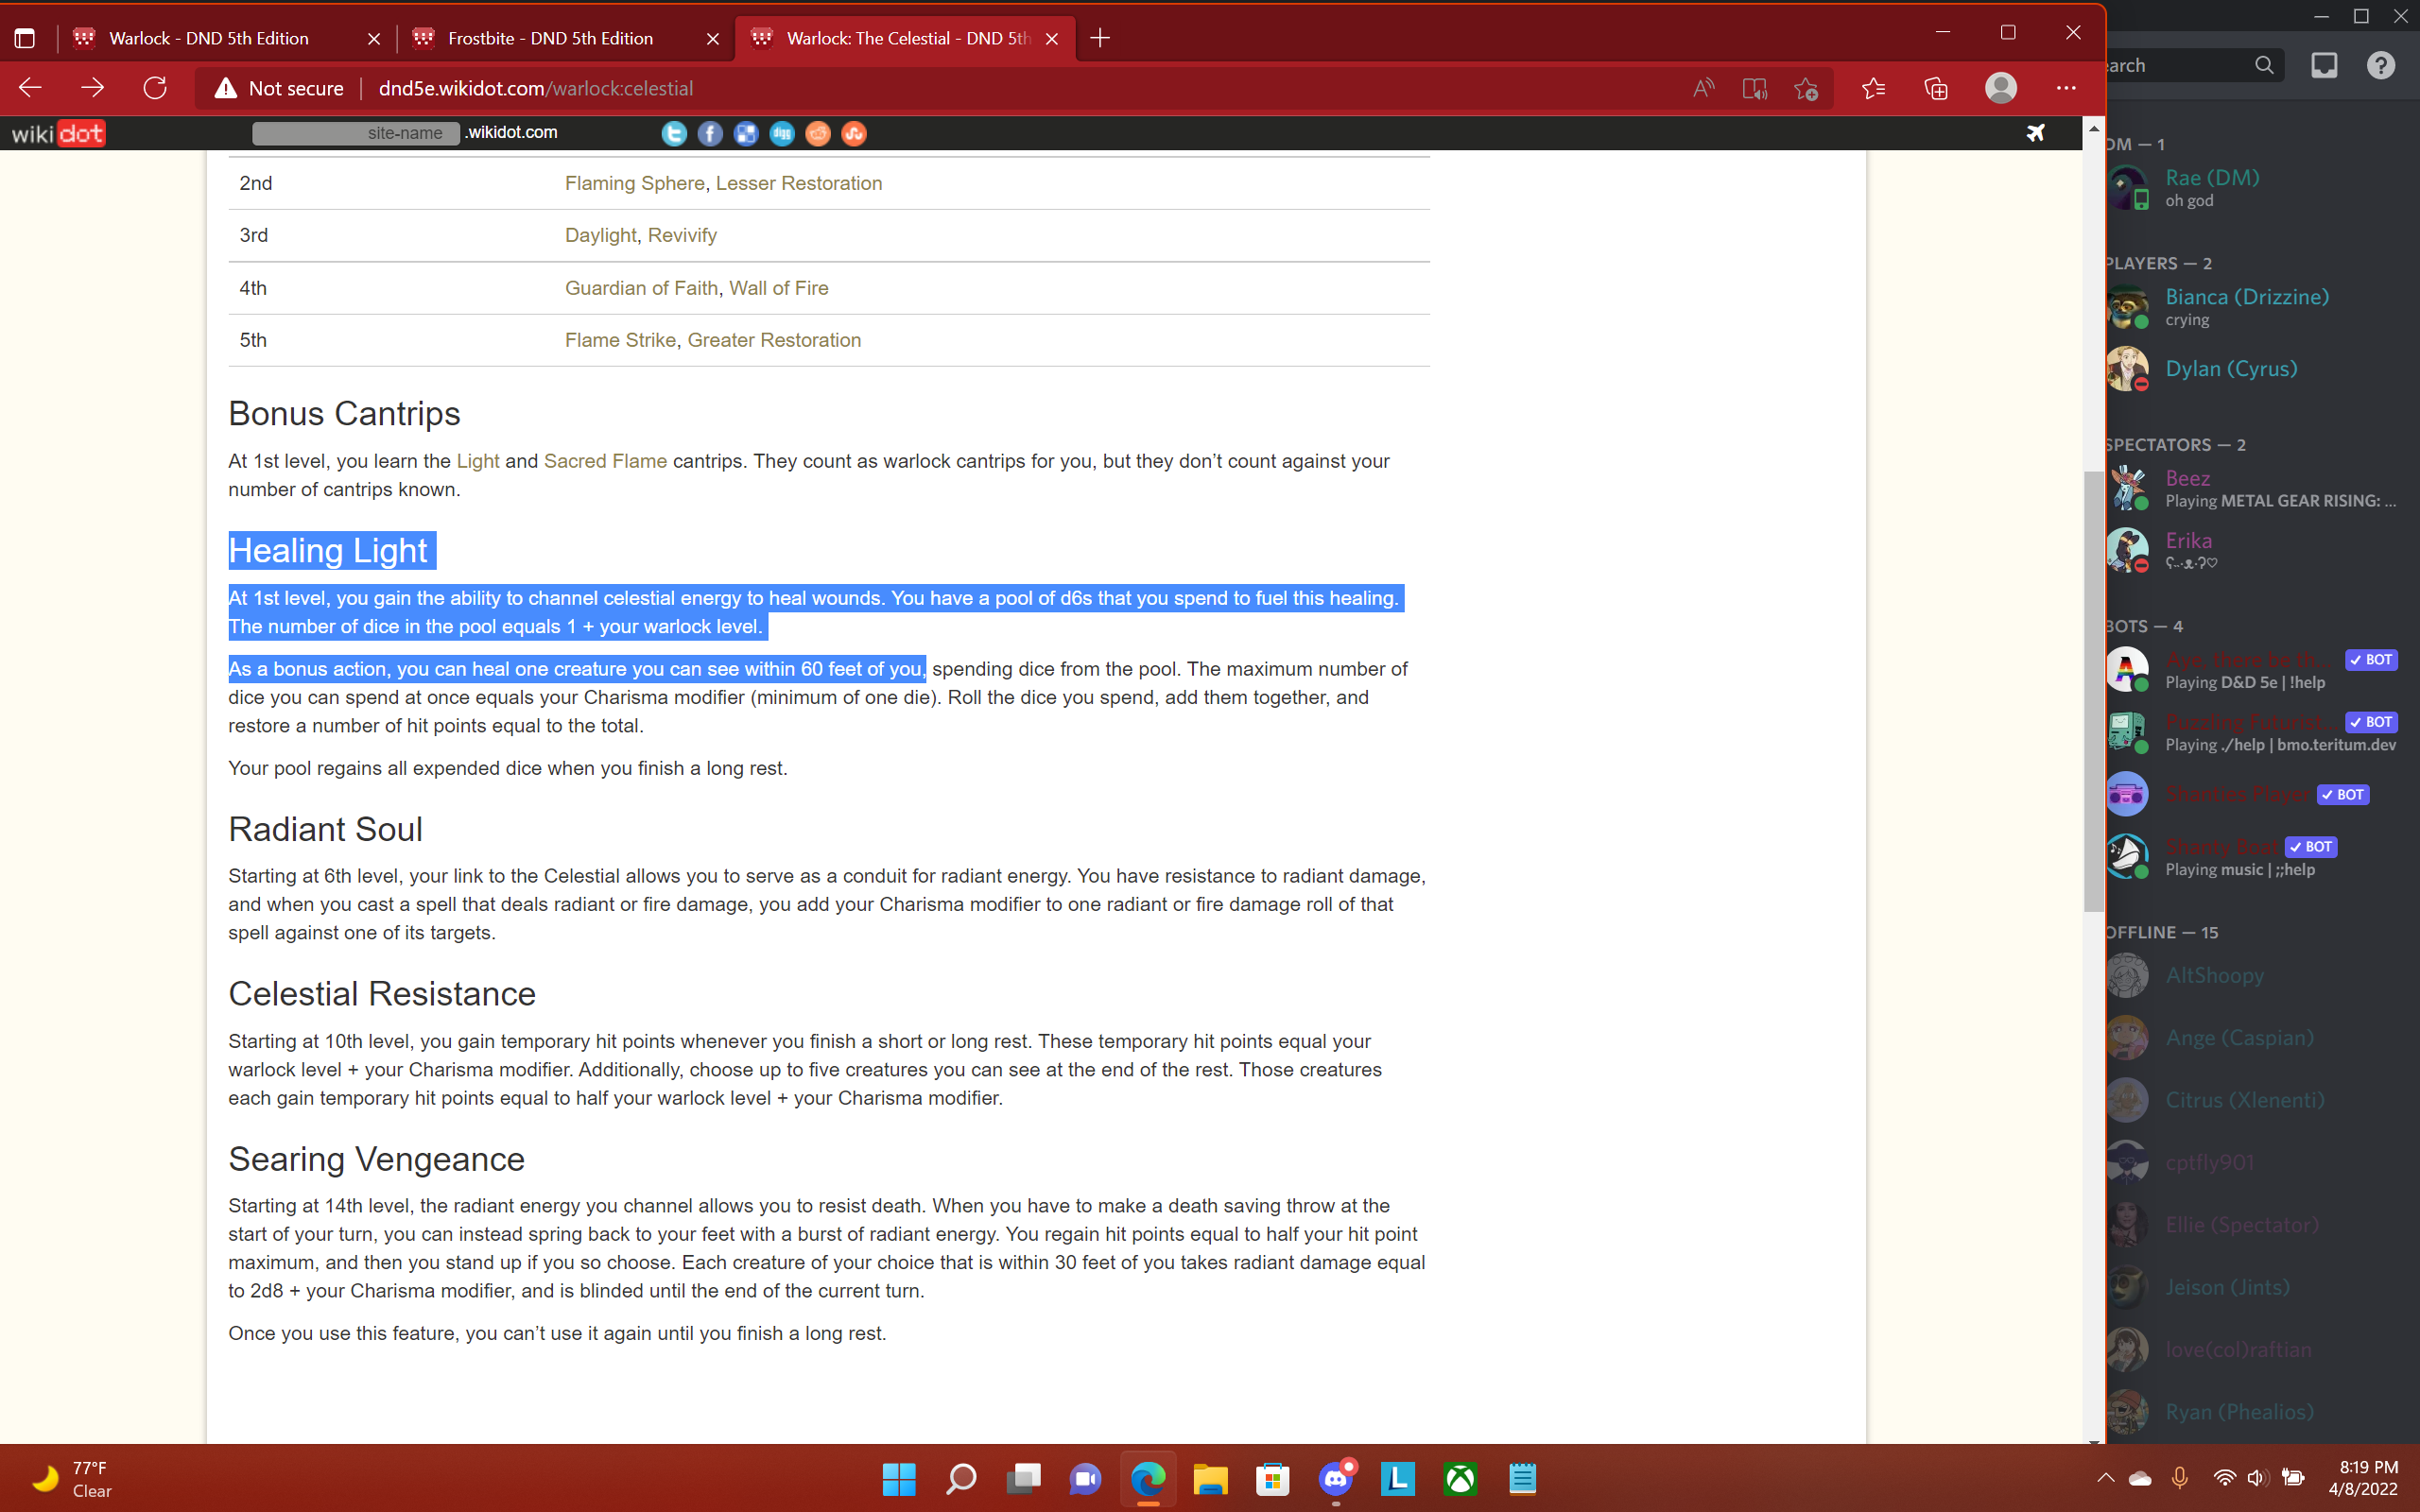 Warlock - DND 5th Edition
Frostbite - DND 5th Edition
Warlock: The Celestial - DND 5th
Not secure
dnd5e.wikidot.com/warlock:celestial
wikidot
site-name .wikidot.com
digg
2nd Flaming Sphere, Lesser Restoration
3rd Daylight, Revivify
4th Guardian of Faith, Wall of Fire
5th Flame Strike, Greater Restoration
Bonus Cantrips
At 1st level, you learn the Light and Sacred Flame cantrips. They count as warlock cantrips for you, but they don’t count against your
number of cantrips known.
Healing Light
At 1st level, you gain the ability to channel celestial energy to heal wounds. You have a pool of d6s that you spend to fuel this healing.
The number of dice in the pool equals 1 + your warlock level.
As a bonus action, you can heal one creature you can see within 60 feet of you, spending dice from the pool. The maximum number of
dice you can spend at once equals your Charisma modifier (minimum of one die). Roll the dice you spend, add them together, and
restore a number of hit points equal to the total.
Your pool regains all expended dice when you finish a long rest.
Radiant Soul
Starting at 6th level, your link to the Celestial allows you to serve as a conduit for radiant energy. You have resistance to radiant damage,
and when you cast a spell that deals radiant or fire damage, you add your Charisma modifier to one radiant or fire damage roll of that
spell against one of its targets.
Celestial Resistance
Starting at 10th level, you gain temporary hit points whenever you finish a short or long rest. These temporary hit points equal your
warlock level + your Charisma modifier. Additionally, choose up to five creatures you can see at the end of the rest. Those creatures
each gain temporary hit points equal to half your warlock level + your Charisma modifier.
Searing Vengeance
Starting at 14th level, the radiant energy you channel allows you to resist death. When you have to make a death saving throw at the
start of your turn, you can instead spring back to your feet with a burst of radiant energy. You regain hit points equal to half your hit point
maximum, and then you stand up if you so choose. Each creature of your choice that is within 30 feet of you takes radiant damage equal
to 2d8 + your Charisma modifier, and is blinded until the end of the current turn.
Once you use this feature, you can’t use it again until you finish a long rest.
earch
DM — 1
Rae (DM)
oh god
PLAYERS — 2
Bianca (Drizzine)
crying
Dylan (Cyrus)
SPECTATORS — 2
Beez
Playing METAL GEAR RISING: ...
Erika
BOTS — 4
Aye, thare be th... BOT
Playing D&D 5e | !help
Puzzling Futurist... BOT
Playing ./help | bmo.teritum.dev
Shanties Player BOT
Shanty Boat BOT
Playing music | ;;help
OFFLINE — 15
AltShoopy
Ange (Caspian)
Citrus (Xlenenti)
cptfly901
Ellie (Spectator)
Jeison (Jints)
love(col)raftian
Ryan (Phealios)
77°F
Clear
8:19 PM
4/8/2022